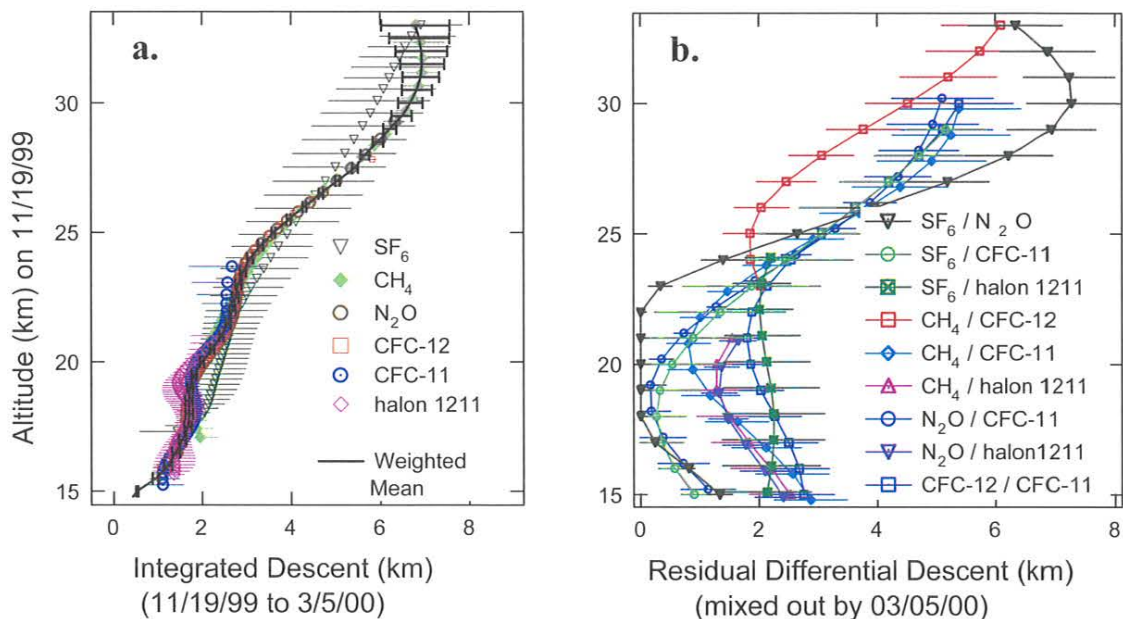 a.
Altitude (km) on 11/19/99
30
25
20
15
SF6
CH4
N2O
CFC-12
CFC-11
halon 1211
Weighted
Mean
0 2 4 6 8
Integrated Descent (km)
(11/19/99 to 3/5/00)
b.
30
25
20
15
SF6 / N2O
SF6 / CFC-11
SF6 / halon 1211
CH4 / CFC-12
CH4 / CFC-11
CH4 / halon 1211
N2O / CFC-11
N2O / halon1211
CFC-12 / CFC-11
0 2 4 6 8
Residual Differential Descent (km)
(mixed out by 03/05/00)